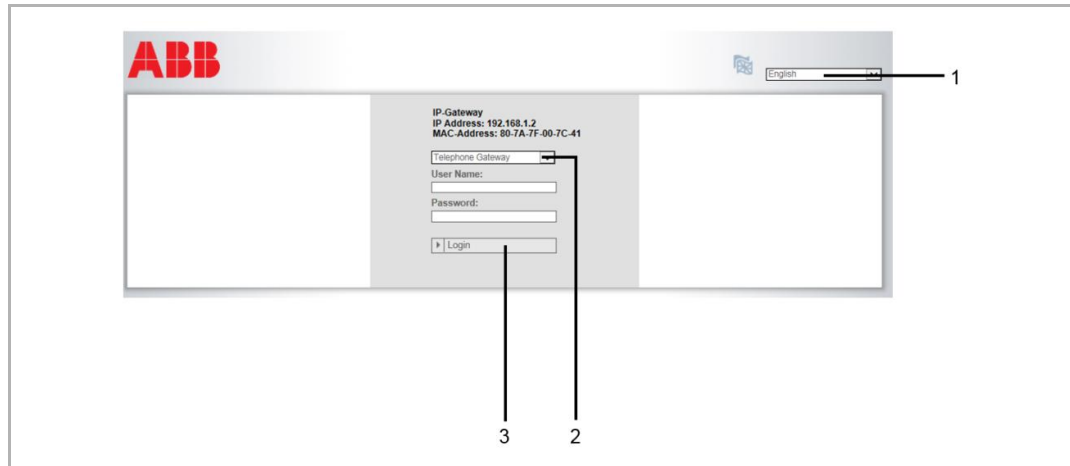 ABB
English
1
IP-Gateway
IP Address: 192.168.1.2
MAC-Address: 80-7A-7F-00-7C-41
Telephone Gateway
User Name:
Password:
Login
3 2